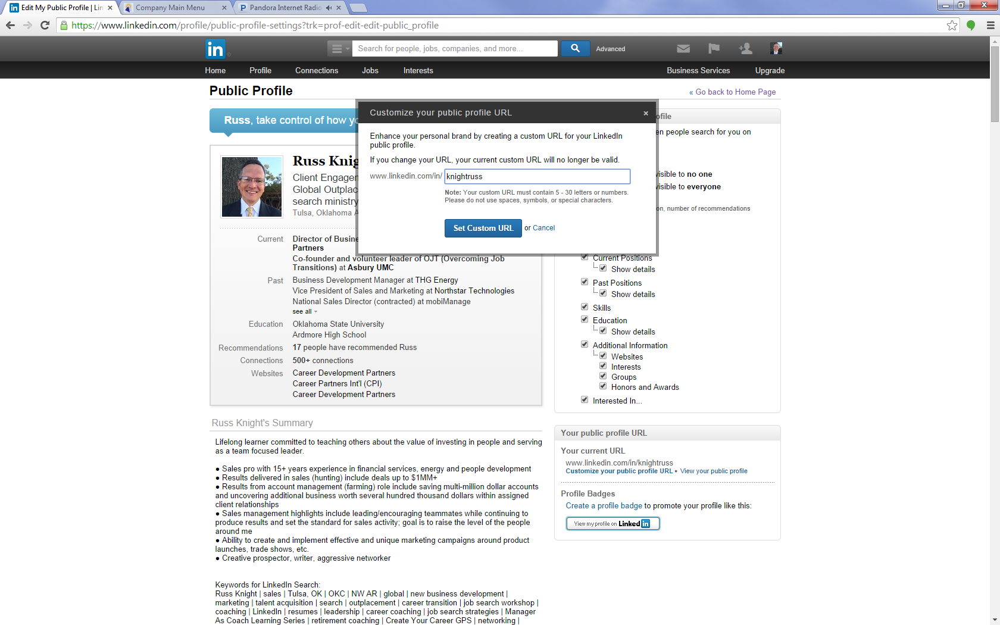 Edit My Public Profile | Lin
Company Main Menu
Pandora Internet Radio
https://www.linkedin.com/profile/public-profile-settings?trk=prof-edit-edit-public_profile
in
Search for people, jobs, companies, and more...
Advanced
Home Profile Connections Jobs Interests Business Services Upgrade
Public Profile
« Go back to Home Page
Russ, take control of how yo
Customize your public profile URL
×
Enhance your personal brand by creating a custom URL for your LinkedIn
public profile.
If you change your URL, your current custom URL will no longer be valid.
www.linkedin.com/in/ knightruss
Note: Your custom URL must contain 5 - 30 letters or numbers.
Please do not use spaces, symbols, or special characters.
Set Custom URL or Cancel
Russ Knig
Client Engager
Global Outplac
search ministry
Tulsa, Oklahoma A
Current
Director of Busine
Partners
Co-founder and volunteer leader of OJT (Overcoming Job
Transitions) at Asbury UMC
Past
Business Development Manager at THG Energy
Vice President of Sales and Marketing at Northstar Technologies
National Sales Director (contracted) at mobiManage
see all
Education
Oklahoma State University
Ardmore High School
Recommendations 17 people have recommended Russ
Connections 500+ connections
Websites
Career Development Partners
Career Partners Int'l (CPI)
Career Development Partners
Russ Knight's Summary
Lifelong learner committed to teaching others about the value of investing in people and serving
as a team focused leader.
● Sales pro with 15+ years experience in financial services, energy and people development
● Results delivered in sales (hunting) include deals up to $1MM+
● Results from account management (farming) role include saving multi-million dollar accounts
and uncovering additional business worth several hundred thousand dollars within assigned
client relationships
● Sales management highlights include leading/encouraging teammates while continuing to
produce results and set the standard for sales activity; goal is to raise the level of the people
around me
● Ability to create and implement effective and unique marketing campaigns around product
launches, trade shows, etc.
● Creative prospector, writer, aggressive networker
Keywords for LinkedIn Search:
Russ Knight | sales | Tulsa, OK | OKC | NW AR | global | new business development |
marketing | talent acquisition | search | outplacement | career transition | job search workshop |
coaching | LinkedIn | resumes | leadership | career coaching | job search strategies | Manager
As Coach Learning Series | retirement coaching | Create Your Career GPS | networking |
ofile
en people search for you on
visible to no one
visible to everyone
on, number of recommendations
Current Positions
Show details
Past Positions
Show details
Skills
Education
Show details
Additional Information
Websites
Interests
Groups
Honors and Awards
Interested In...
Your public profile URL
Your current URL
www.linkedin.com/in/knightruss
Customize your public profile URL • View your public profile
Profile Badges
Create a profile badge to promote your profile like this:
View my profile on Linked in